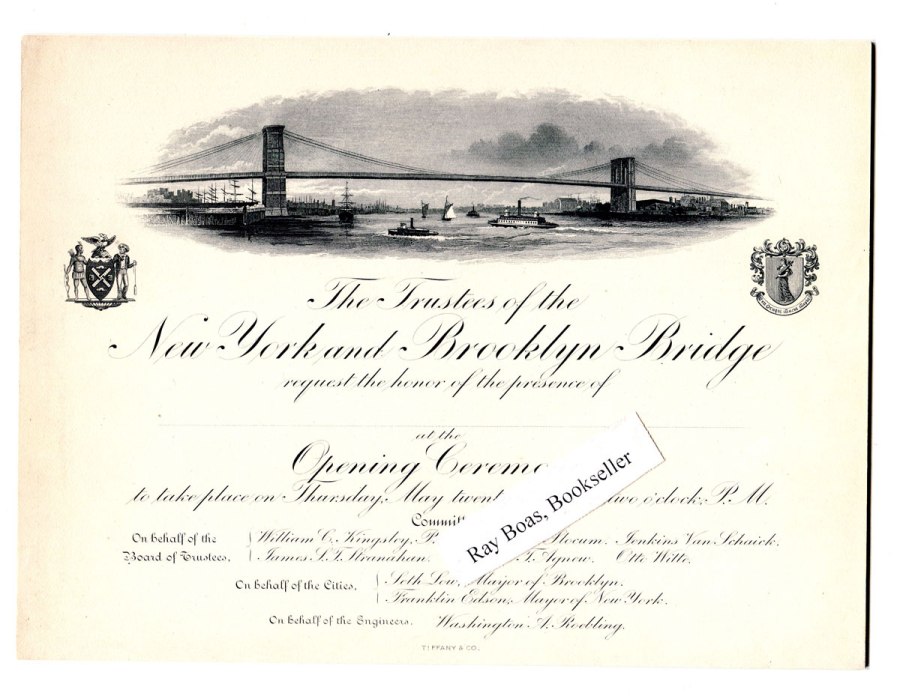 The Trustees of the
New York and Brooklyn Bridge
request the honor of the presence of
at the
Opening Ceremo
to take place on Thursday, May twent two o'clock, P. M.
Committ
On behalf of the Board of Trustees, William C. Kingsley, P. Slocum. Jenkins Van Schaick.
James S. T. Stranahan. T. Agnew. Otto Witte.
On behalf of the Cities, Seth Low, Mayor of Brooklyn.
Franklin Edson, Mayor of New York.
On behalf of the Engineers, Washington A. Roebling.
TIFFANY & CO.
Ray Boas, Bookseller